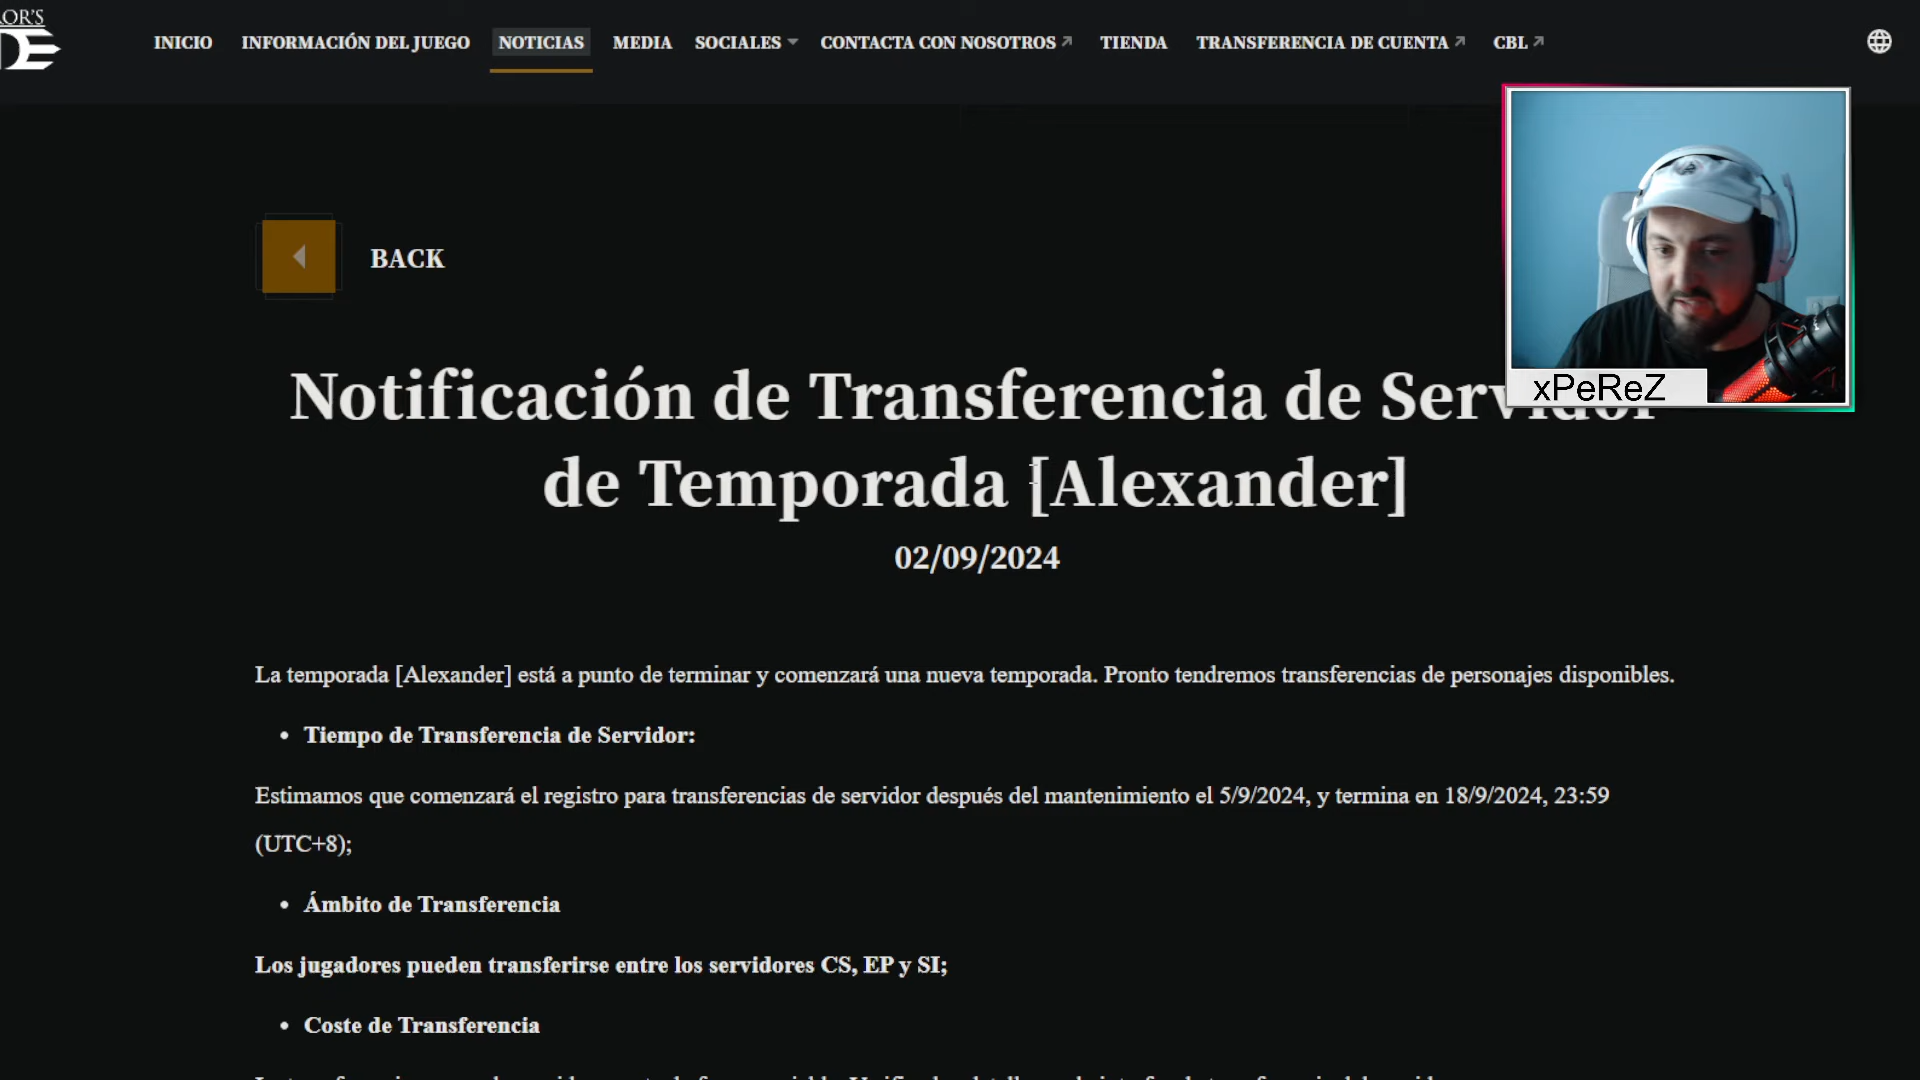 OR'S
DE
INICIO INFORMACIÓN DEL JUEGO NOTICIAS MEDIA SOCIALES CONTACTA CON NOSOTROS TIENDA TRANSFERENCIA DE CUENTA CBL
BACK
xPeReZ
Notificación de Transferencia de Servidor
de Temporada [Alexander]
02/09/2024
La temporada [Alexander] está a punto de terminar y comenzará una nueva temporada. Pronto tendremos transferencias de personajes disponibles.
• Tiempo de Transferencia de Servidor:
Estimamos que comenzará el registro para transferencias de servidor después del mantenimiento el 5/9/2024, y termina en 18/9/2024, 23:59
(UTC+8);
• Ámbito de Transferencia
Los jugadores pueden transferirse entre los servidores CS, EP y SI;
• Coste de Transferencia